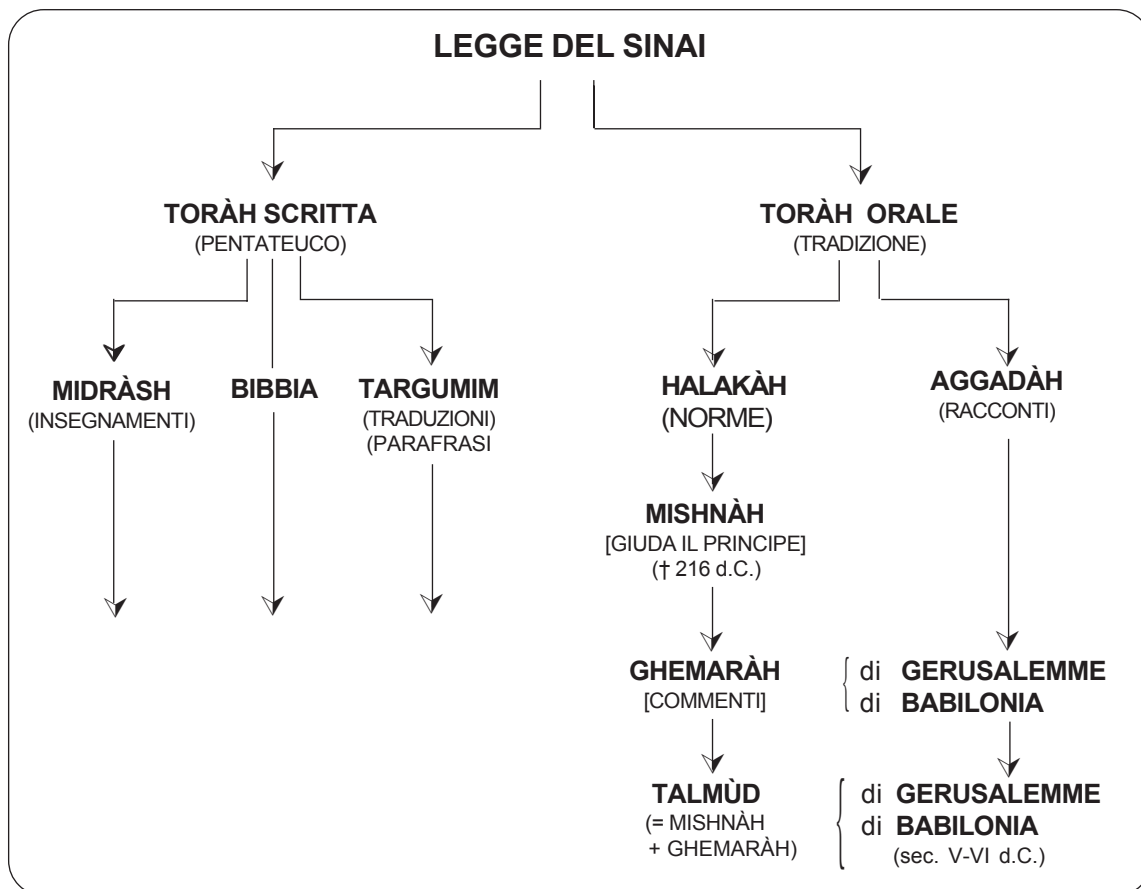 LEGGE DEL SINAI
TORÀH SCRITTA
(PENTATEUCO)
TORÀH ORALE
(TRADIZIONE)
MIDRÀSH
(INSEGNAMENTI)
BIBBIA
TARGUMIM
(TRADUZIONI)
(PARAFRASI
HALAKÀH
(NORME)
AGGADÀH
(RACCONTI)
MISHNÀH
[GIUDA IL PRINCIPE]
(† 216 d.C.)
GHEMARÀH
[COMMENTI]
di GERUSALEMME
di BABILONIA
TALMÙD
(= MISHNÀH
+ GHEMARÀH)
di GERUSALEMME
di BABILONIA
(sec. V-VI d.C.)